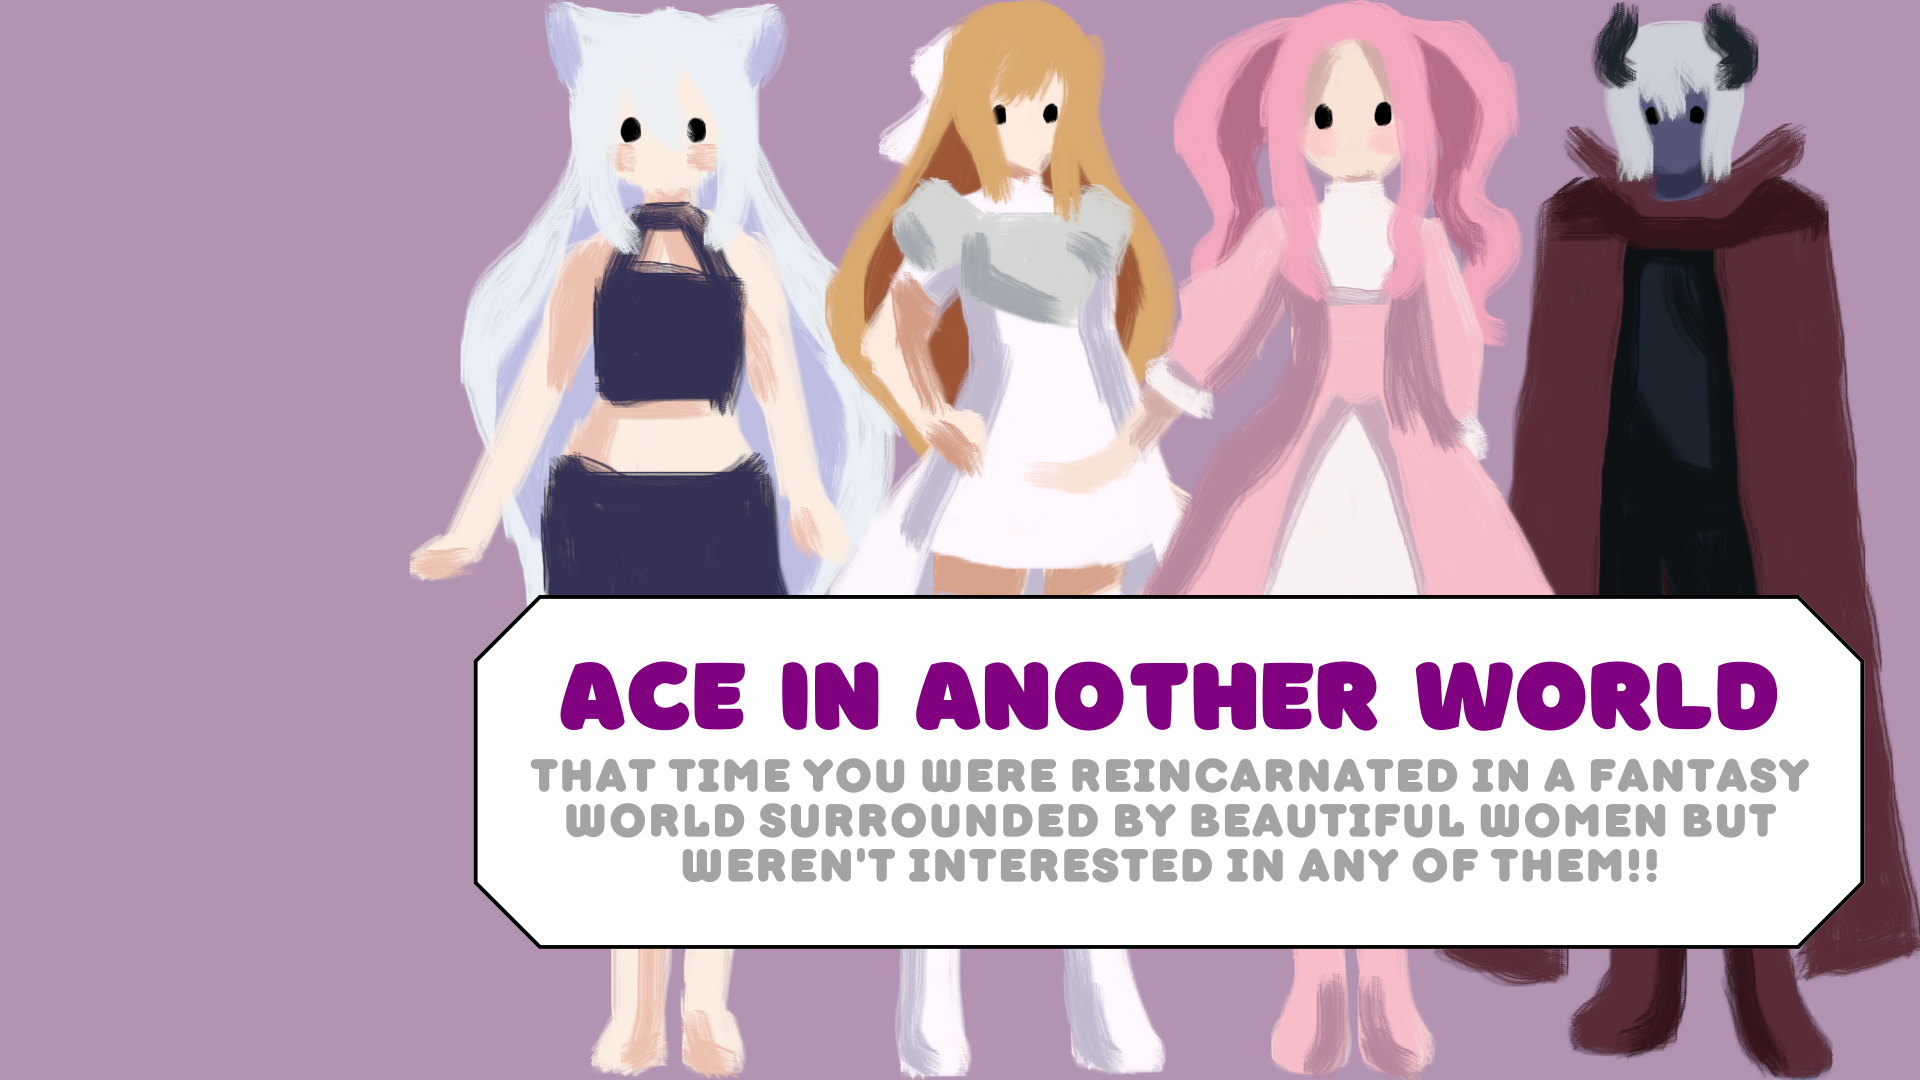 ACE IN ANOTHER WORLD
THAT TIME YOU WERE REINCARNATED IN A FANTASY
WORLD SURROUNDED BY BEAUTIFUL WOMEN BUT
WEREN'T INTERESTED IN ANY OF THEM!!